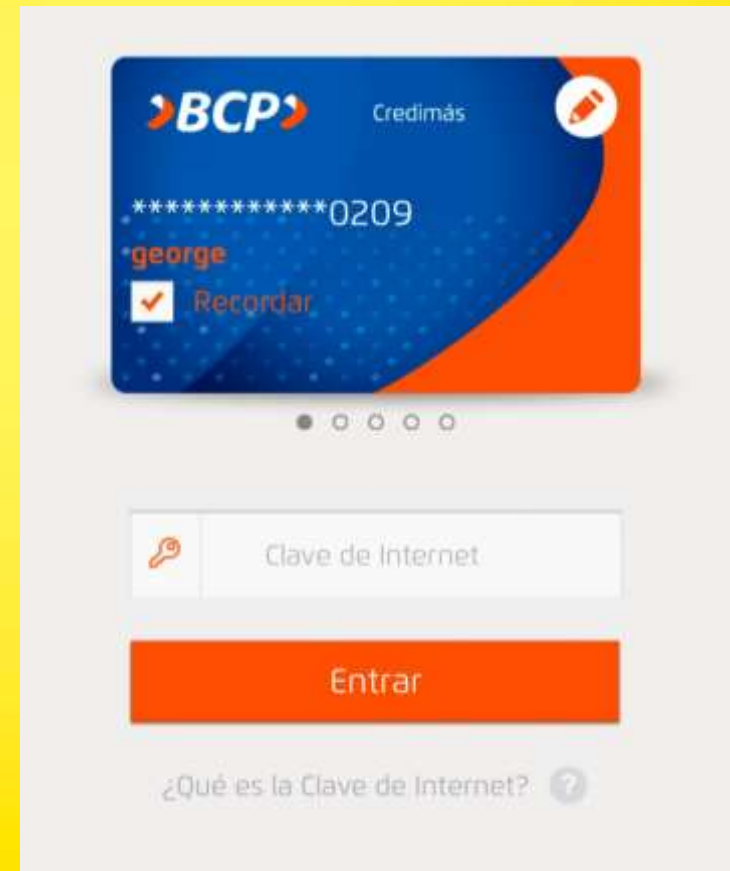 BCP
Credimás
************0209
george
Recordar
Clave de Internet
Entrar
¿Qué es la Clave de Internet? ?